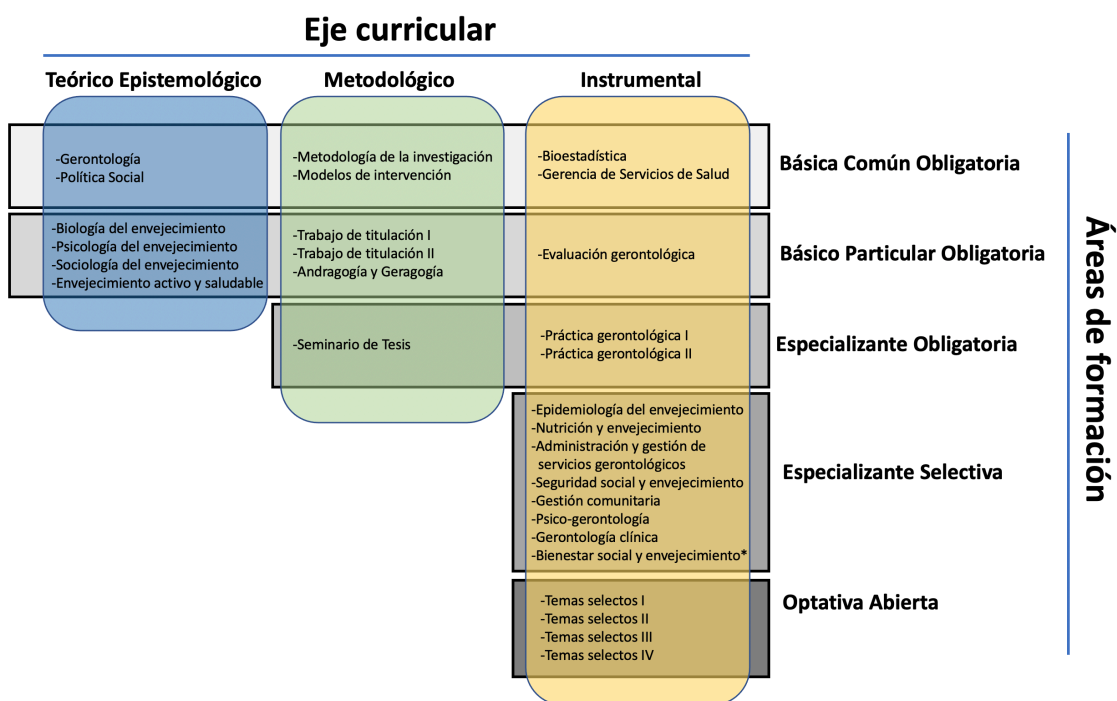 Eje curricular
Teórico Epistemológico
Metodológico
Instrumental
-Gerontología
-Política Social
-Metodología de la investigación
-Modelos de intervención
-Bioestadística
-Gerencia de Servicios de Salud
Básica Común Obligatoria
-Biología del envejecimiento
-Psicología del envejecimiento
-Sociología del envejecimiento
-Envejecimiento activo y saludable
-Trabajo de titulación I
-Trabajo de titulación II
-Andragogía y Geragogía
-Evaluación gerontológica
Básico Particular Obligatoria
-Seminario de Tesis
-Práctica gerontológica I
-Práctica gerontológica II
Especializante Obligatoria
-Epidemiología del envejecimiento
-Nutrición y envejecimiento
-Administración y gestión de
servicios gerontológicos
-Seguridad social y envejecimiento
-Gestión comunitaria
-Psico-gerontología
-Gerontología clínica
-Bienestar social y envejecimiento*
Especializante Selectiva
-Temas selectos I
-Temas selectos II
-Temas selectos III
-Temas selectos IV
Optativa Abierta
Áreas de formación